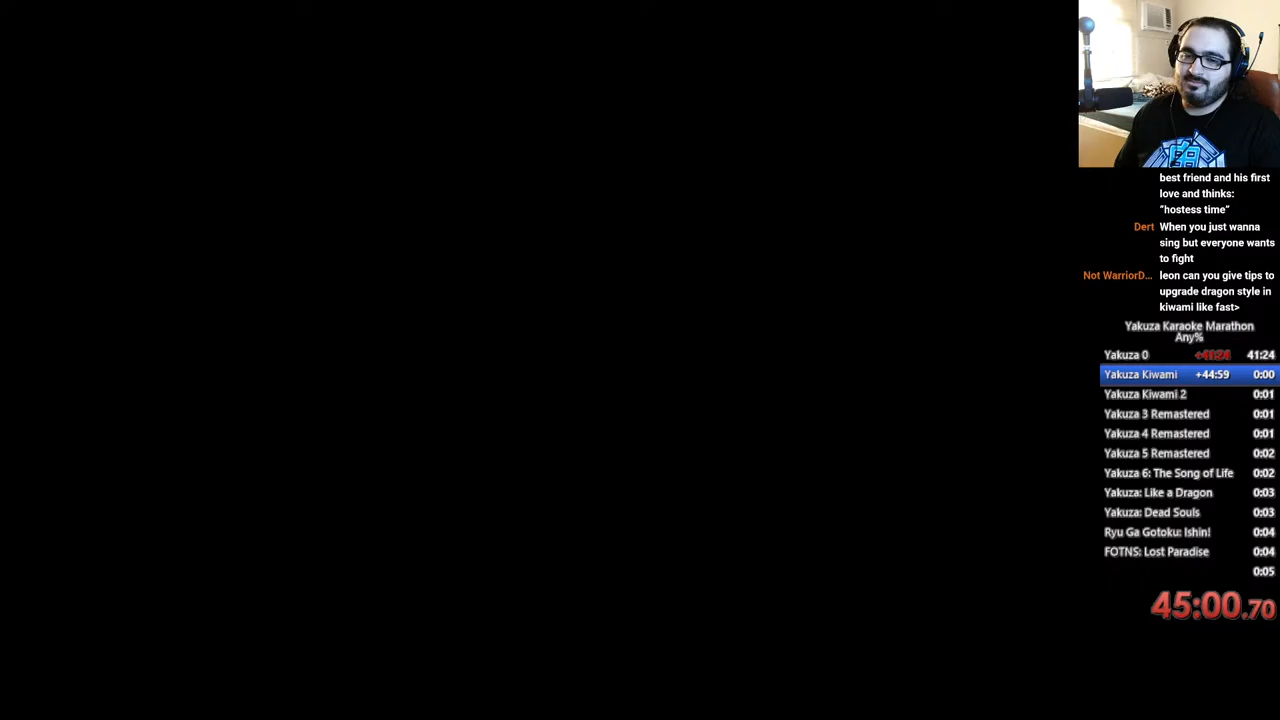 best friend and his first
love and thinks:
“hostess time”
Dert When you just wanna
sing but everyone wants
to fight
Not WarriorD... leon can you give tips to
upgrade dragon style in
kiwami like fast>
Yakuza Karaoke Marathon
Any%
Yakuza 0 +41:24 41:24
Yakuza Kiwami +44:59 0:00
Yakuza Kiwami 2 0:01
Yakuza 3 Remastered 0:01
Yakuza 4 Remastered 0:01
Yakuza 5 Remastered 0:02
Yakuza 6: The Song of Life 0:02
Yakuza: Like a Dragon 0:03
Yakuza: Dead Souls 0:03
Ryu Ga Gotoku: Ishin! 0:04
FOTNS: Lost Paradise 0:04
0:05
45:00.70